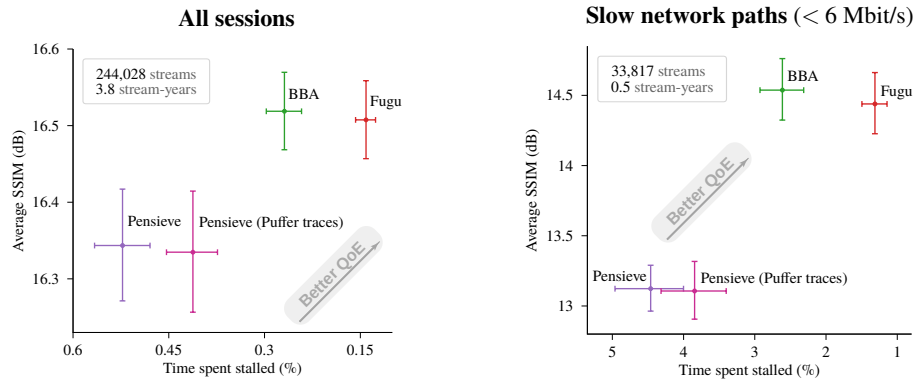 All sessions
16.6
16.5
16.4
16.3
Average SSIM (dB)
244,028 streams
3.8 stream-years
BBA
Fugu
Pensieve
Pensieve (Puffer traces)
Better QoE
0.6
0.45
0.3
0.15
Time spent stalled (%)
Slow network paths (< 6 Mbit/s)
14.5
14
13.5
13
Average SSIM (dB)
33,817 streams
0.5 stream-years
BBA
Fugu
Better QoE
Pensieve
Pensieve (Puffer traces)
5
4
3
2
1
Time spent stalled (%)